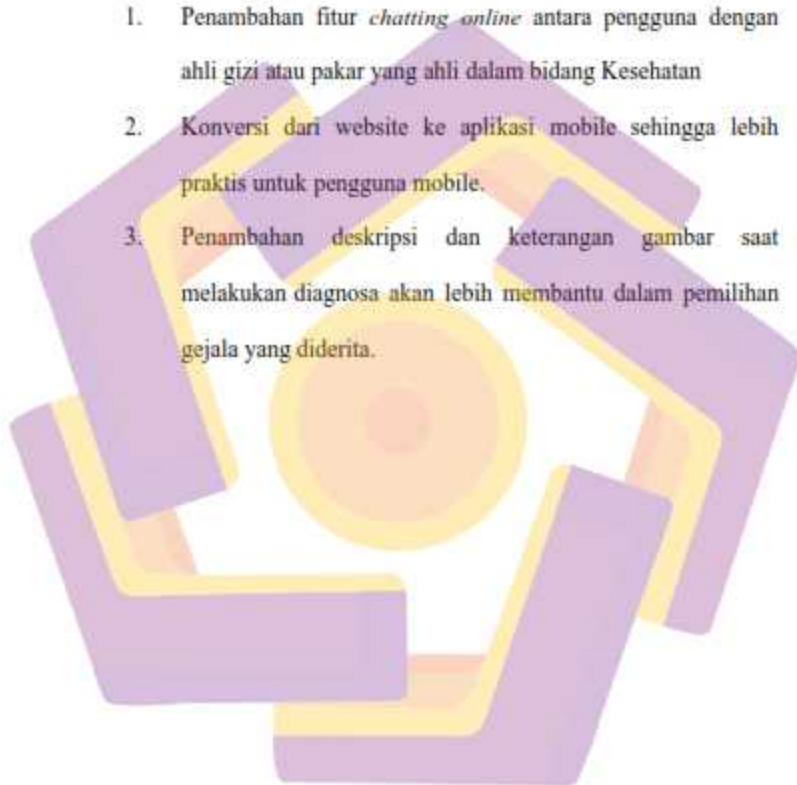 1. Penambahan fitur chatting online antara pengguna dengan
ahli gizi atau pakar yang ahli dalam bidang Kesehatan
2. Konversi dari website ke aplikasi mobile sehingga lebih
praktis untuk pengguna mobile.
3. Penambahan deskripsi dan keterangan gambar saat
melakukan diagnosa akan lebih membantu dalam pemilihan
gejala yang diderita.